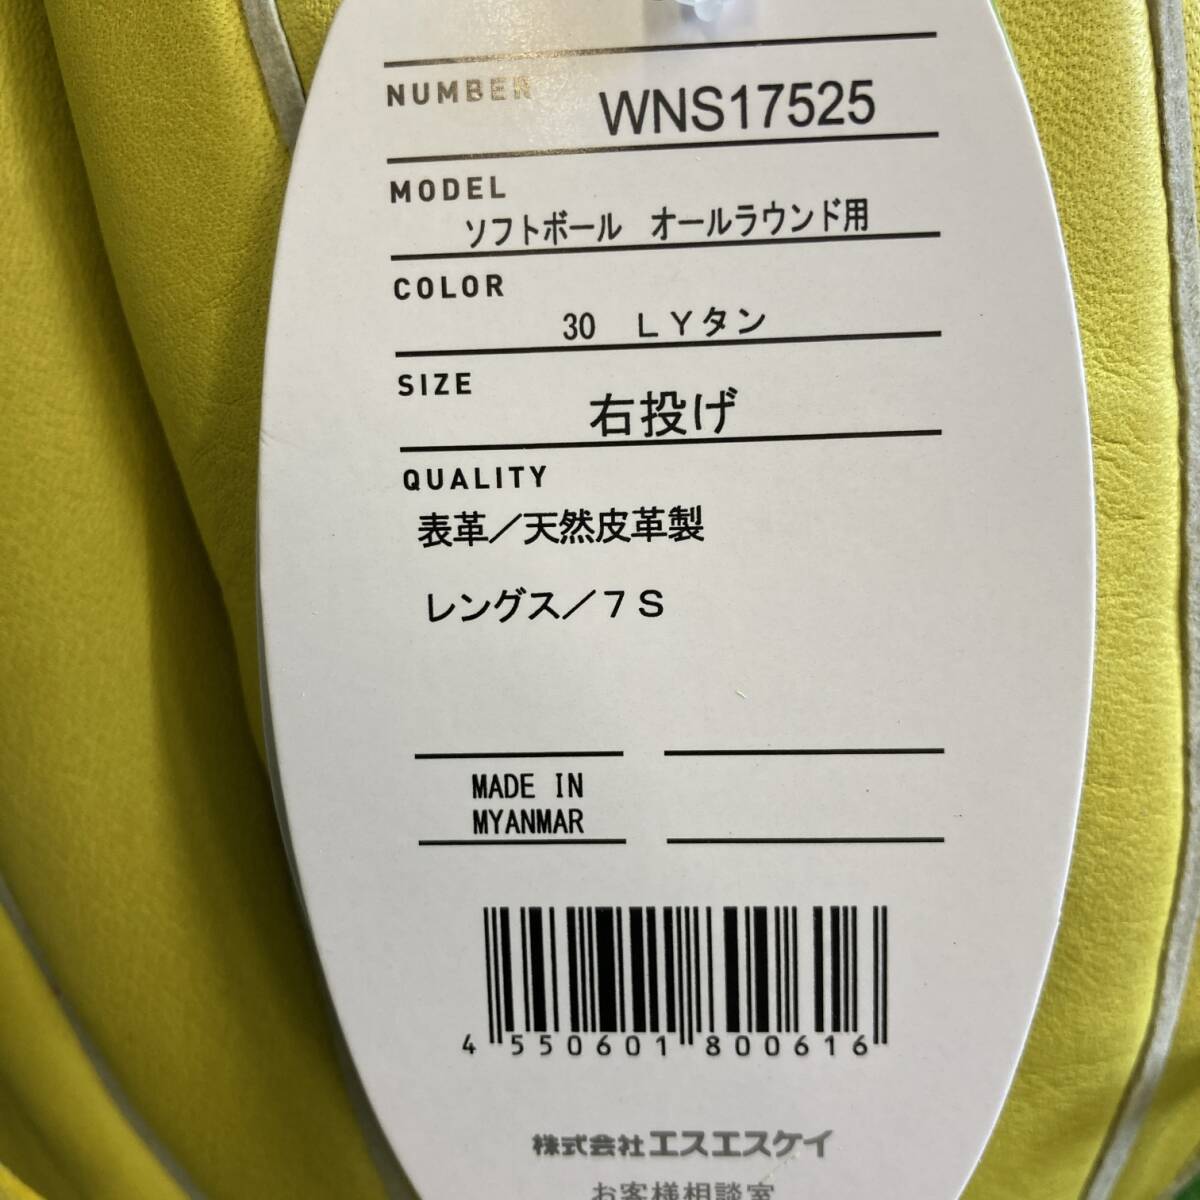 NUMBER WNS17525
MODEL
ソフトボール オールラウンド用
COLOR
30 LYタン
SIZE
右投げ
QUALITY
表革／天然皮革製
レングス／7S
MADE IN
MYANMAR
4 550601 800616
株式会社エスエスケイ
お客様相談室